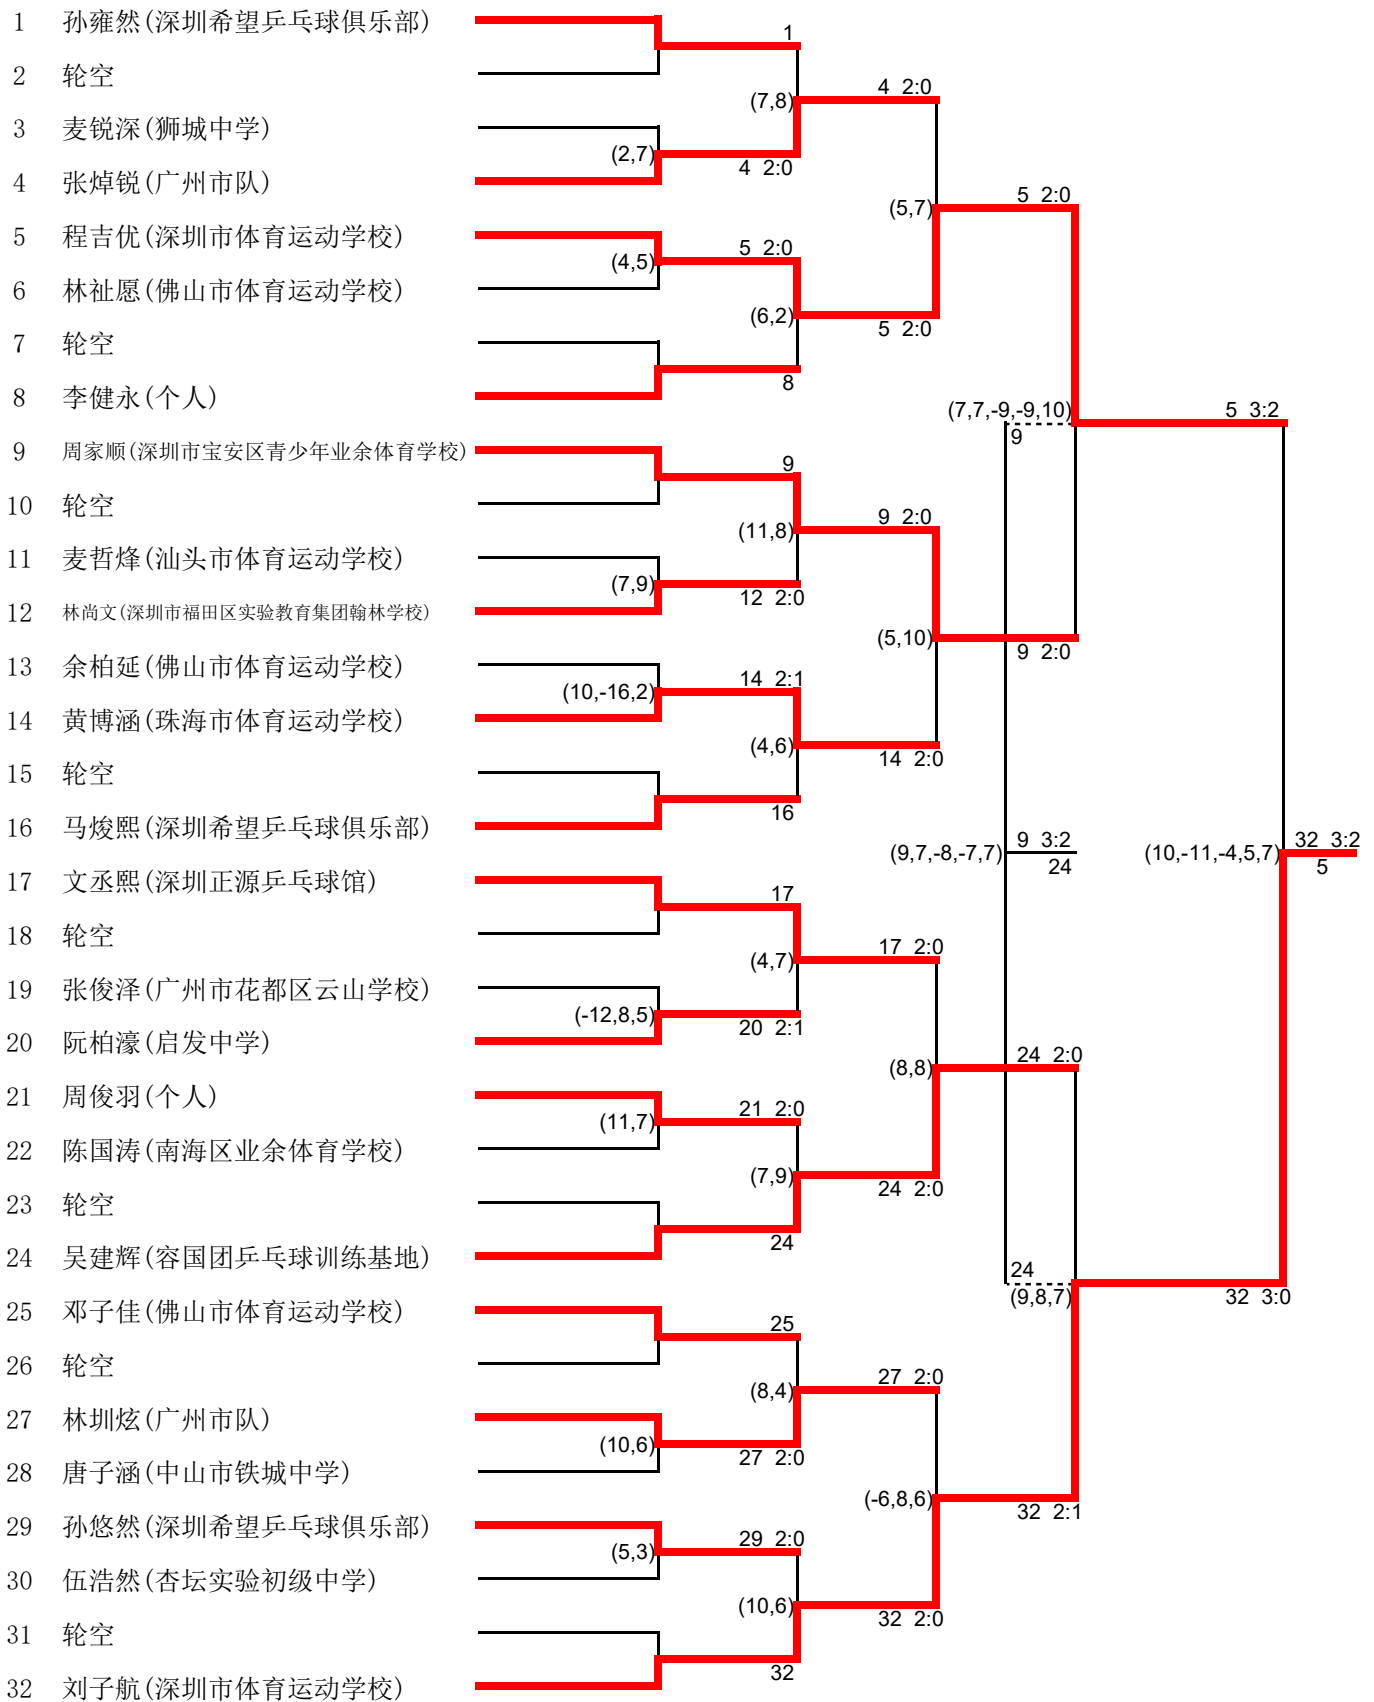 1 孙雍然(深圳希望乒乓球俱乐部)
2 轮空
3 麦锐深(狮城中学)
4 张焯锐(广州市队)
5 程吉优(深圳市体育运动学校)
6 林祉愿(佛山市体育运动学校)
7 轮空
8 李健永(个人)
9 周家顺(深圳市宝安区青少年业余体育学校)
10 轮空
11 麦哲烽(汕头市体育运动学校)
12 林尚文(深圳市福田区实验教育集团翰林学校)
13 余柏延(佛山市体育运动学校)
14 黄博涵(珠海市体育运动学校)
15 轮空
16 马焌熙(深圳希望乒乓球俱乐部)
17 文丞熙(深圳正源乒乓球馆)
18 轮空
19 张俊泽(广州市花都区云山学校)
20 阮柏濠(启发中学)
21 周俊羽(个人)
22 陈国涛(南海区业余体育学校)
23 轮空
24 吴建辉(容国团乒乓球训练基地)
25 邓子佳(佛山市体育运动学校)
26 轮空
27 林圳炫(广州市队)
28 唐子涵(中山市铁城中学)
29 孙悠然(深圳希望乒乓球俱乐部)
30 伍浩然(杏坛实验初级中学)
31 轮空
32 刘子航(深圳市体育运动学校)
1
(2,7)
4 2:0
(4,5)
5 2:0
8
9
(7,9)
12 2:0
(10,-16,2)
14 2:1
16
17
(-12,8,5)
20 2:1
(11,7)
21 2:0
24
25
(10,6)
27 2:0
(5,3)
29 2:0
32
(7,8)
4 2:0
(6,2)
5 2:0
(11,8)
9 2:0
(4,6)
14 2:0
(4,7)
17 2:0
(7,9)
24 2:0
(8,4)
27 2:0
(10,6)
32 2:0
(5,7)
5 2:0
(5,10)
9 2:0
(8,8)
24 2:0
(-6,8,6)
32 2:1
(7,7,-9,-9,10)
9
5 3:2
(9,7,-8,-7,7)
9 3:2
24
24
(9,8,7)
32 3:0
(10,-11,-4,5,7)
32 3:2
5